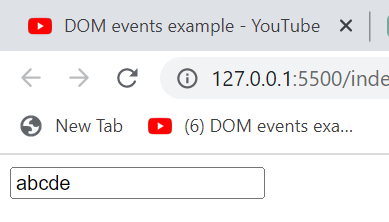 DOM events example - YouTube
127.0.0.1:5500/inde
New Tab (6) DOM events exa...
abcde